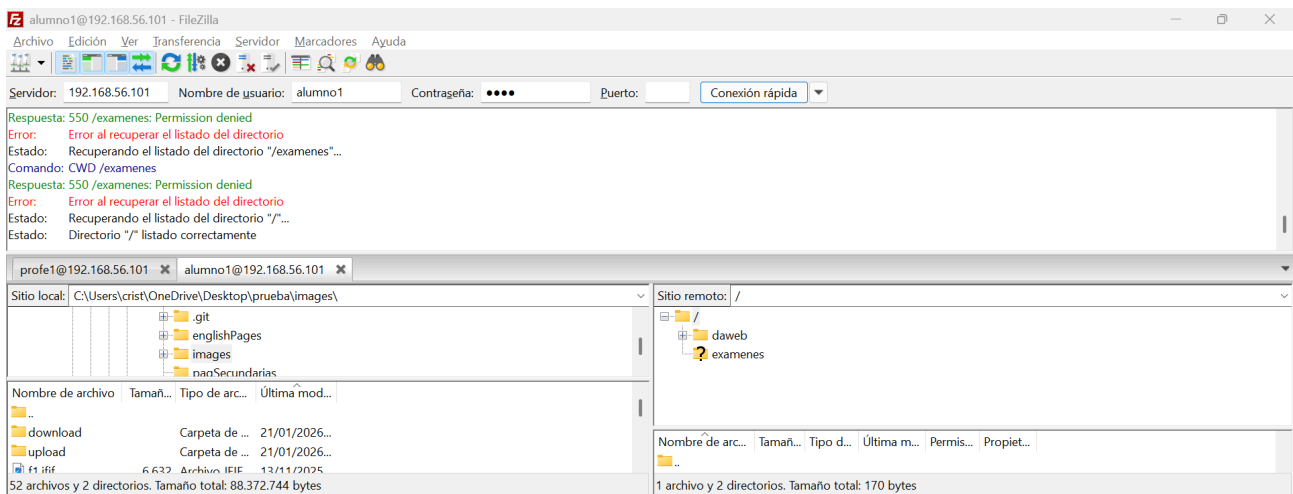 alumno1@192.168.56.101 - FileZilla
Archivo Edición Ver Transferencia Servidor Marcadores Ayuda
Servidor: 192.168.56.101 Nombre de usuario: alumno1 Contraseña: ●●●● Puerto: Conexión rápida
Respuesta: 550 /examenes: Permission denied
Error: Error al recuperar el listado del directorio
Estado: Recuperando el listado del directorio "/examenes"...
Comando: CWD /examenes
Respuesta: 550 /examenes: Permission denied
Error: Error al recuperar el listado del directorio
Estado: Recuperando el listado del directorio "/"...
Estado: Directorio "/" listado correctamente
profe1@192.168.56.101 alumno1@192.168.56.101
Sitio local: C:\Users\crist\OneDrive\Desktop\prueba\images\
.git
englishPages
images
pagSecundarias
Nombre de archivo Tamañ... Tipo de arc... Última mod...
..
download Carpeta de ... 21/01/2026...
upload Carpeta de ... 21/01/2026...
f1.jfif 6.632 Archivo JFIF 13/11/2025
52 archivos y 2 directorios. Tamaño total: 88.372.744 bytes
Sitio remoto: /
/
daweb
? examenes
Nombre de arc... Tamañ... Tipo d... Última m... Permis... Propiet...
..
1 archivo y 2 directorios. Tamaño total: 170 bytes